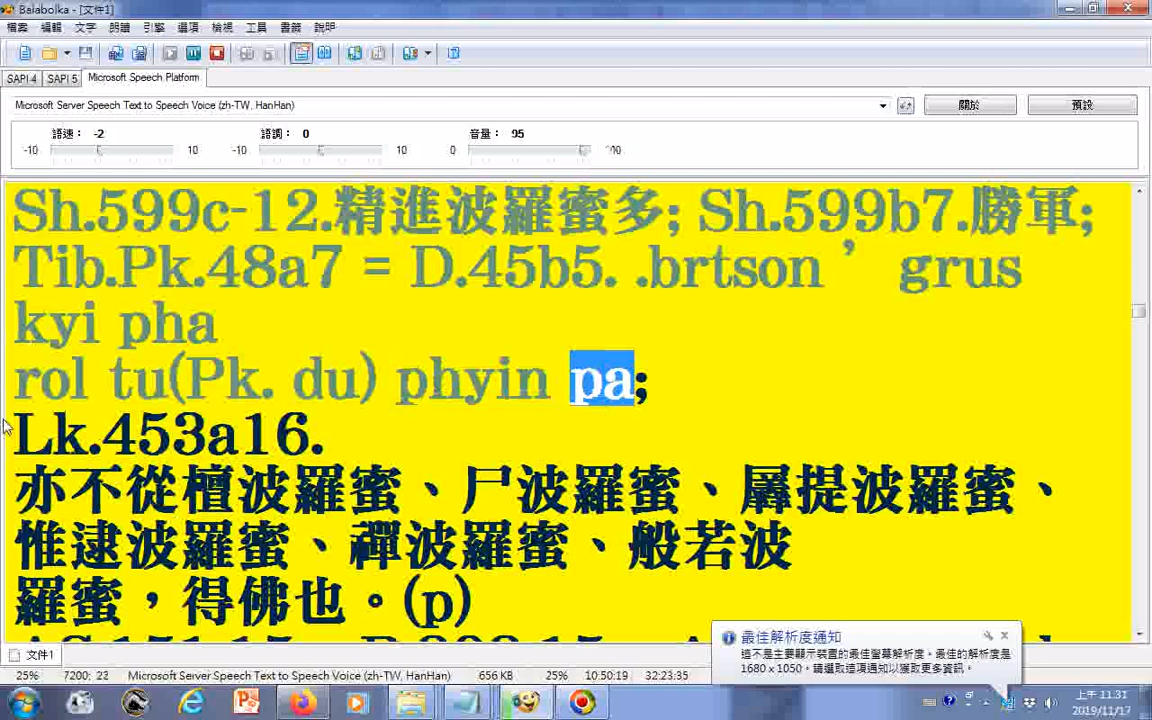 Balabolka - [文件1]
檔案 編輯 文字 朗讀 引擎 選項 檢視 工具 書籤 說明
SAPI 4 SAPI 5 Microsoft Speech Platform
Microsoft Server Speech Text to Speech Voice (zh-TW, HanHan)
關於 預設
語速： -2 語調： 0 音量： 95
-10 10 -10 10 0 100
Sh.599c-12.精進波羅蜜多; Sh.599b7.勝軍;
Tib.Pk.48a7 = D.45b5. .brtson ’ grus
kyi pha
rol tu(Pk. du) phyin pa;
Lk.453a16.
亦不從檀波羅蜜、尸波羅蜜、羼提波羅蜜、
惟逮波羅蜜、禪波羅蜜、般若波
羅蜜，得佛也。(p)
最佳解析度通知
這不是主要顯示裝置的最佳螢幕解析度。最佳的解析度是
1680 x 1050。請選取這項通知以獲取更多資訊。
文件1
25% 7200; 22 Microsoft Server Speech Text to Speech Voice (zh-TW, HanHan) 656 KB 25% 10:50:19 32:23:35
上午 11:31
2019/11/17